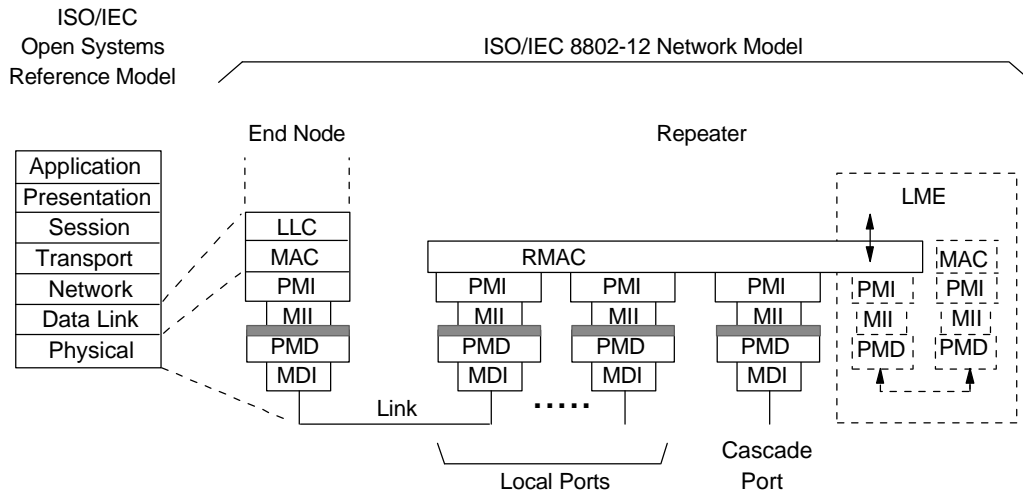 ISO/IEC
Open Systems
Reference Model
ISO/IEC 8802-12 Network Model
End Node
Repeater
Application
Presentation
Session
Transport
Network
Data Link
Physical
LLC
MAC
PMI
MII
PMD
MDI
RMAC
PMI
MII
PMD
MDI
PMI
MII
PMD
MDI
PMI
MII
PMD
MDI
LME
PMI
MII
PMD
MAC
PMI
MII
PMD
Link
.....
Local Ports
Cascade
Port